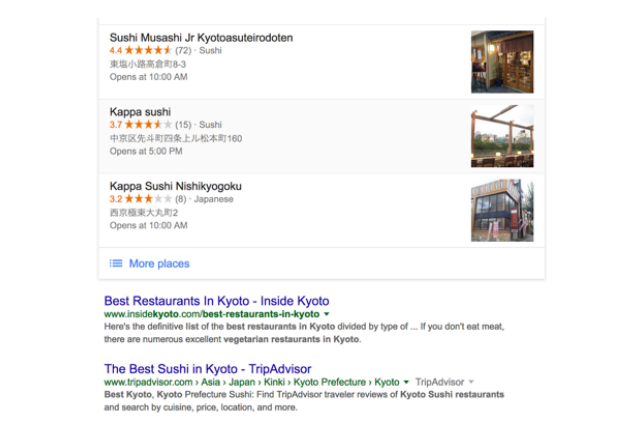 Sushi Musashi Jr Kyotoasuteirodoten
4.4 (72) · Sushi
東塩小路高倉町8-3
Opens at 10:00 AM
Kappa sushi
3.7 (15) · Sushi
中京区先斗町四条上ル松本町160
Opens at 5:00 PM
Kappa Sushi Nishikyogoku
3.2 (8) · Japanese
西京極東大丸町2
Opens at 10:00 AM
More places
Best Restaurants In Kyoto - Inside Kyoto
www.insidekyoto.com/best-restaurants-in-kyoto
Here's the definitive list of the best restaurants in Kyoto divided by type of ... If you don't eat meat,
there are numerous excellent vegetarian restaurants in Kyoto.
The Best Sushi in Kyoto - TripAdvisor
www.tripadvisor.com › Asia › Japan › Kinki › Kyoto Prefecture › Kyoto TripAdvisor
Best Kyoto, Kyoto Prefecture Sushi: Find TripAdvisor traveler reviews of Kyoto Sushi restaurants
and search by cuisine, price, location, and more.